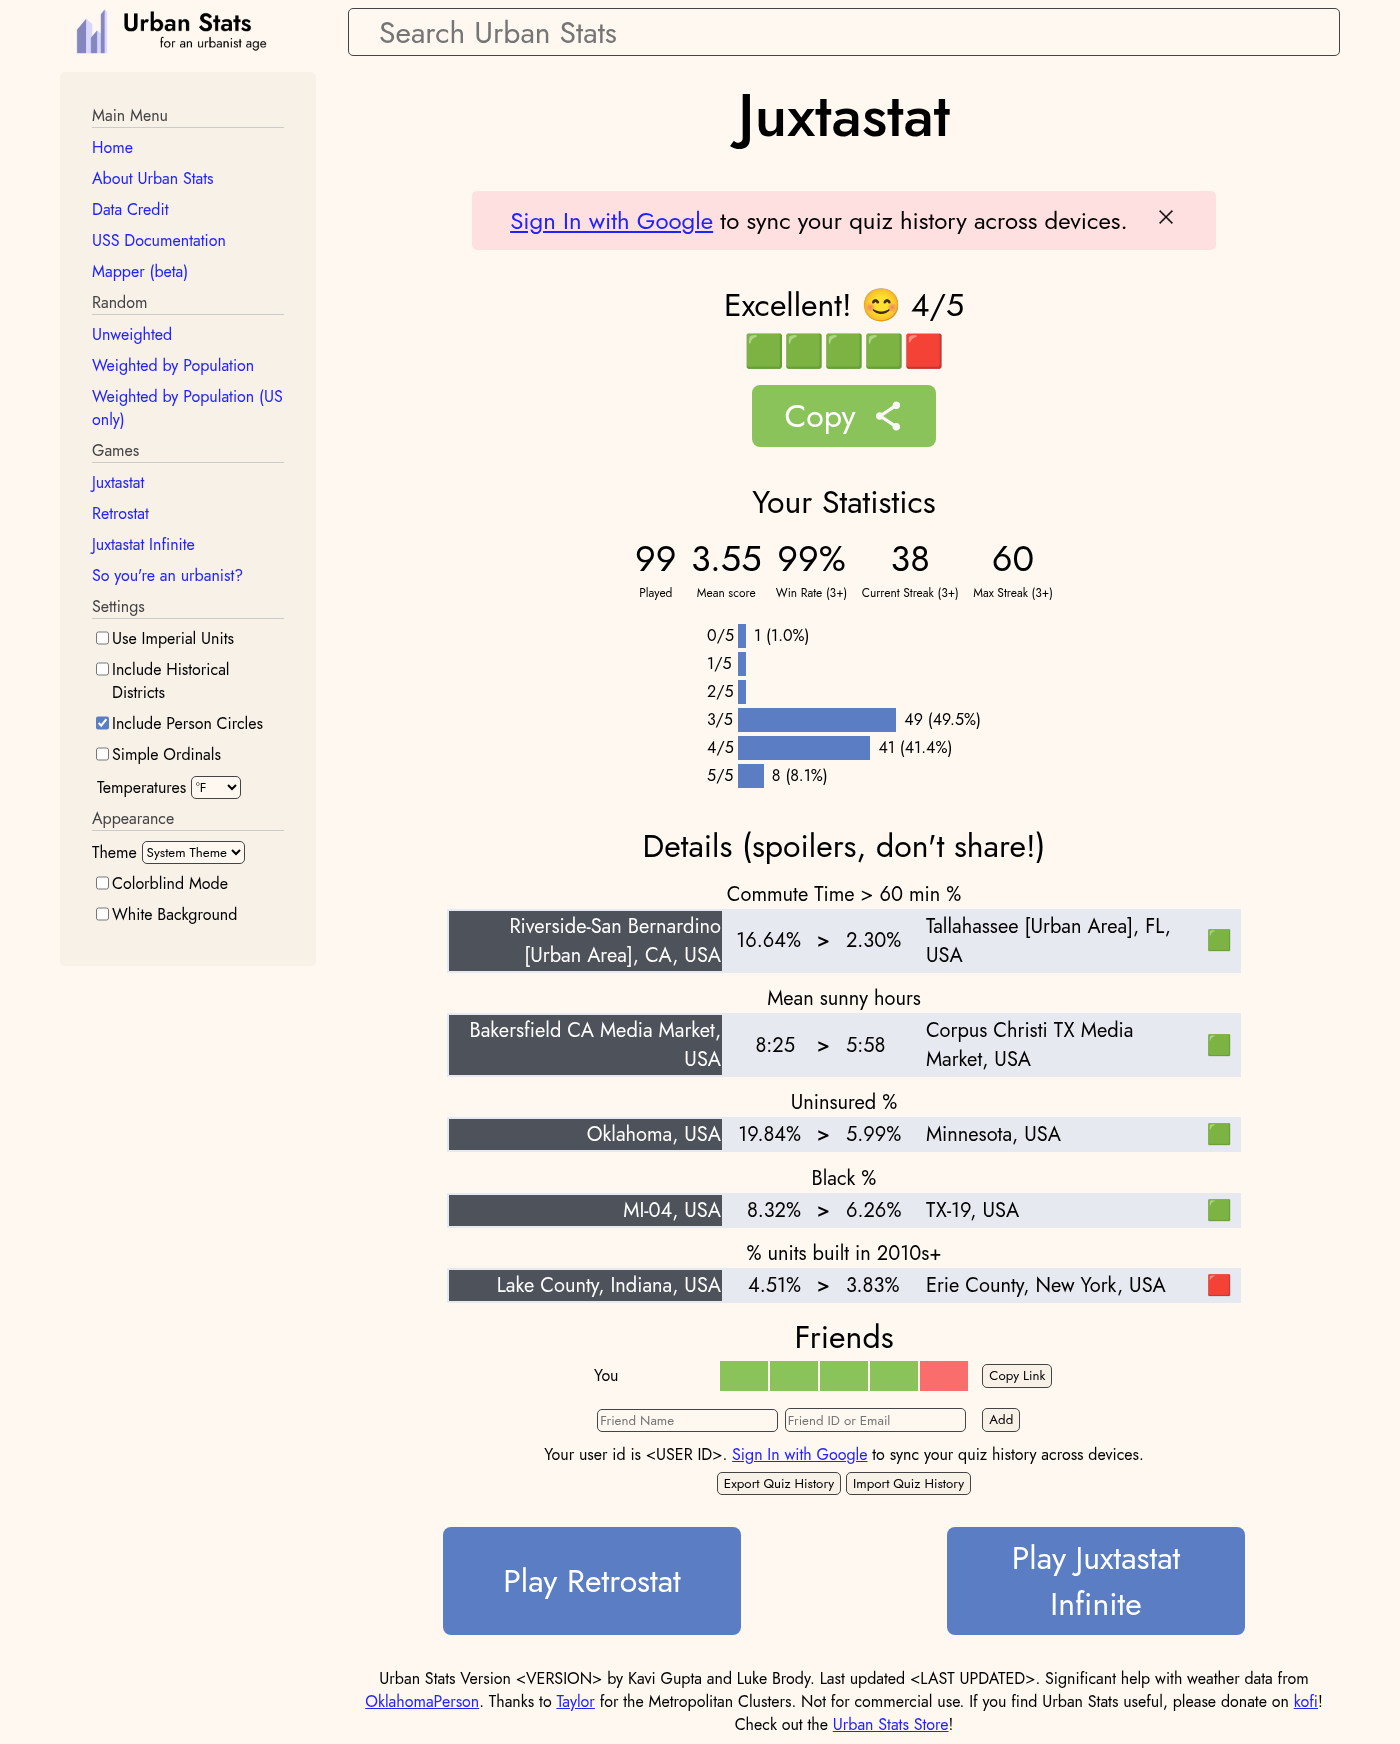 Urban Stats
for an urbanist age
Search Urban Stats
Main Menu
Home
About Urban Stats
Data Credit
USS Documentation
Mapper (beta)
Random
Unweighted
Weighted by Population
Weighted by Population (US
only)
Games
Juxtastat
Retrostat
Juxtastat Infinite
So you're an urbanist?
Settings
Use Imperial Units
Include Historical
Districts
Include Person Circles
Simple Ordinals
Temperatures °F
Appearance
Theme System Theme
Colorblind Mode
White Background
Juxtastat
Sign In with Google to sync your quiz history across devices.
Excellent! 😊 4/5
🟩🟩🟩🟩🟥
Copy
Your Statistics
99 3.55 99% 38 60
Played Mean score Win Rate (3+) Current Streak (3+) Max Streak (3+)
0/5 1 (1.0%)
1/5
2/5
3/5 49 (49.5%)
4/5 41 (41.4%)
5/5 8 (8.1%)
Details (spoilers, don't share!)
Commute Time > 60 min %
Riverside-San Bernardino
[Urban Area], CA, USA
16.64% > 2.30%
Tallahassee [Urban Area], FL,
USA
🟩
Mean sunny hours
Bakersfield CA Media Market,
USA
8:25 > 5:58
Corpus Christi TX Media
Market, USA
🟩
Uninsured %
Oklahoma, USA 19.84% > 5.99% Minnesota, USA 🟩
Black %
MI-04, USA 8.32% > 6.26% TX-19, USA 🟩
% units built in 2010s+
Lake County, Indiana, USA 4.51% > 3.83% Erie County, New York, USA 🟥
Friends
You Copy Link
Friend Name Friend ID or Email Add
Your user id is <USER ID>. Sign In with Google to sync your quiz history across devices.
Export Quiz History Import Quiz History
Play Retrostat
Play Juxtastat
Infinite
Urban Stats Version <VERSION> by Kavi Gupta and Luke Brody. Last updated <LAST UPDATED>. Significant help with weather data from
OklahomaPerson. Thanks to Taylor for the Metropolitan Clusters. Not for commercial use. If you find Urban Stats useful, please donate on kofi!
Check out the Urban Stats Store!